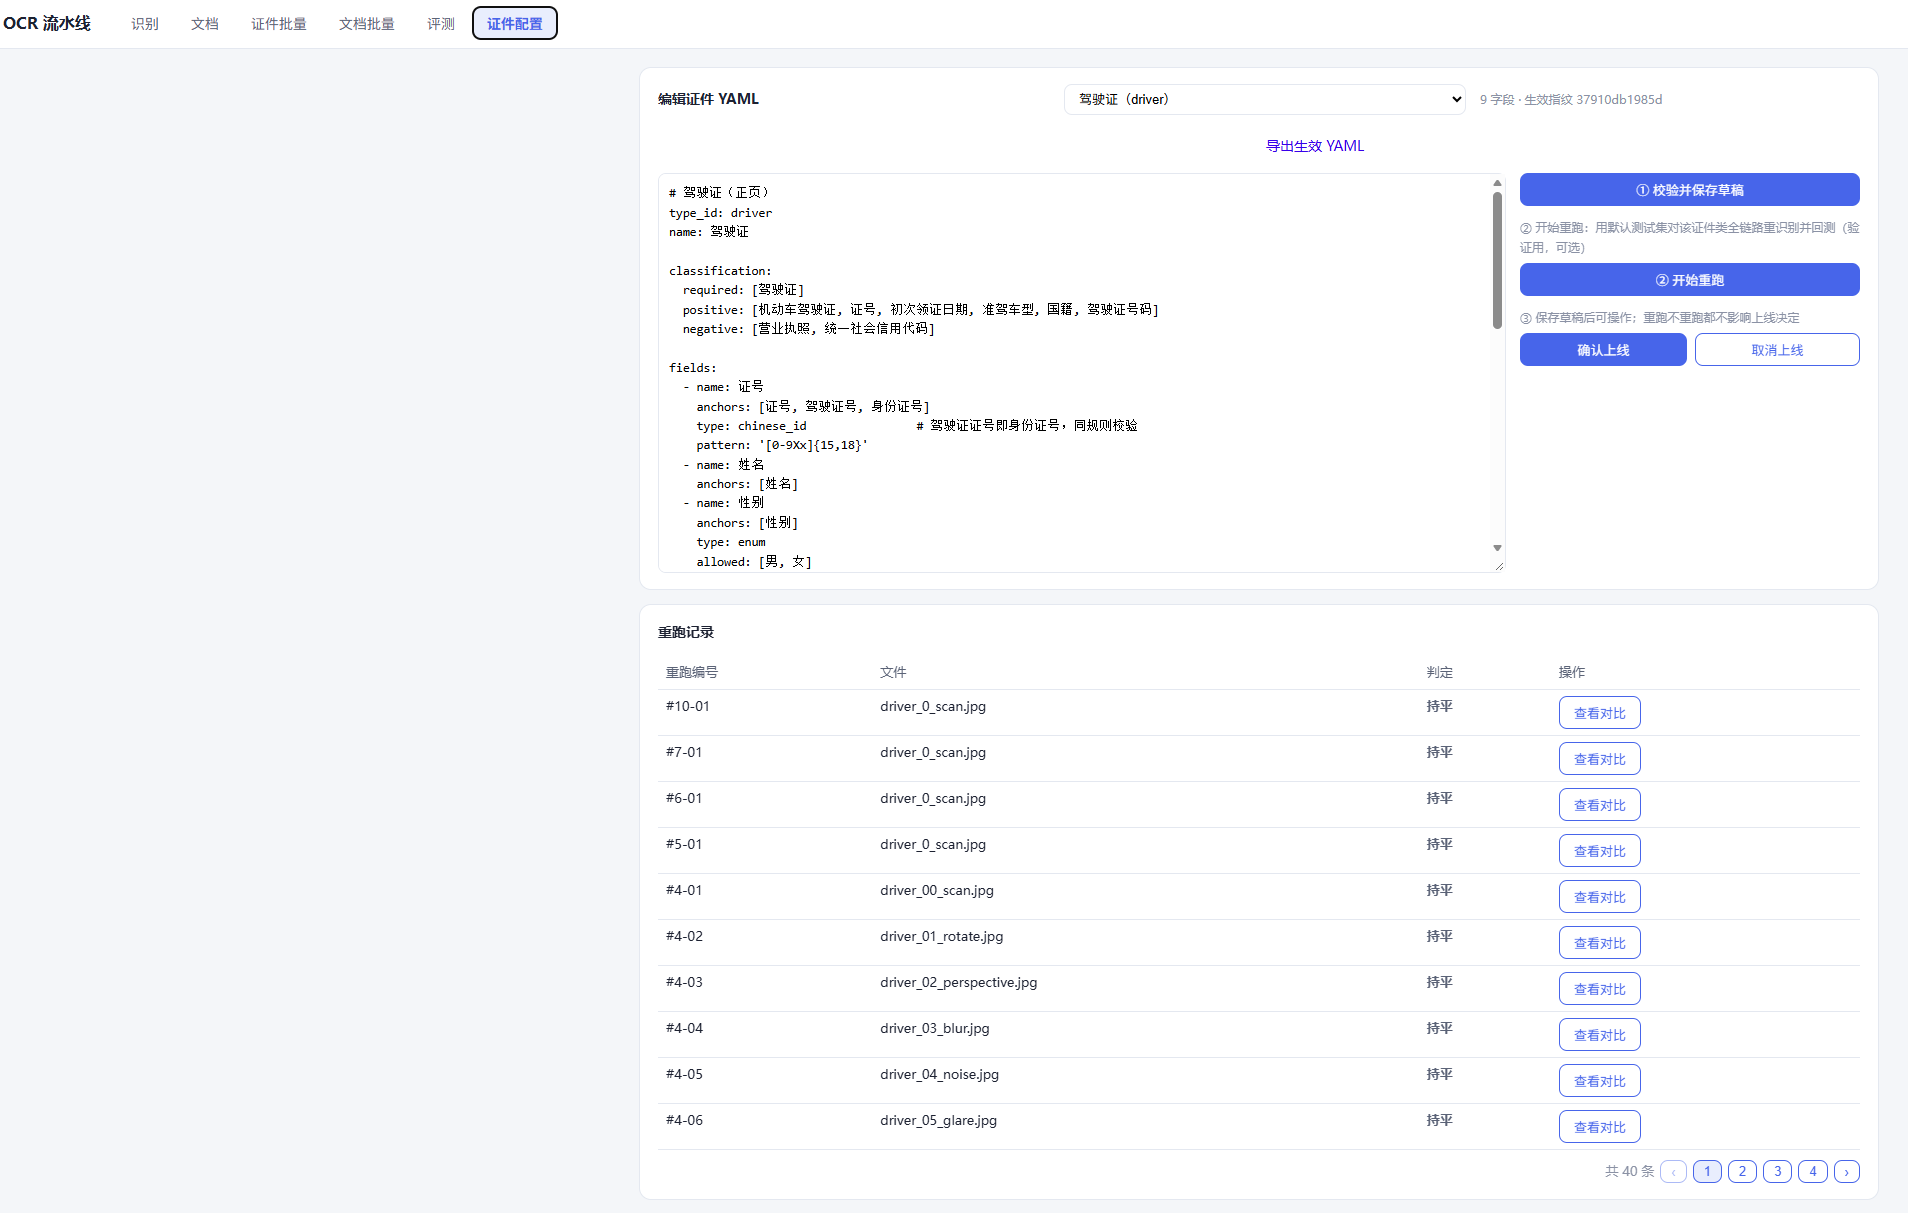 OCR 流水线 识别 文档 证件批量 文档批量 评测 证件配置
编辑证件 YAML 驾驶证（driver） 9 字段 · 生效指纹 37910db1985d
导出生效 YAML
# 驾驶证（正页）
type_id: driver
name: 驾驶证
classification:
required: [驾驶证]
positive: [机动车驾驶证, 证号, 初次领证日期, 准驾车型, 国籍, 驾驶证号码]
negative: [营业执照, 统一社会信用代码]
fields:
- name: 证号
anchors: [证号, 驾驶证号, 身份证号]
type: chinese_id # 驾驶证证号即身份证号，同规则校验
pattern: '[0-9Xx]{15,18}'
- name: 姓名
anchors: [姓名]
- name: 性别
anchors: [性别]
type: enum
allowed: [男, 女]
① 校验并保存草稿
② 开始重跑：用默认测试集对该证件类全链路重识别并回测（验
证用，可选）
② 开始重跑
③ 保存草稿后可操作；重跑不重跑都不影响上线决定
确认上线 取消上线
重跑记录
重跑编号 文件 判定 操作
#10-01 driver_0_scan.jpg 持平 查看对比
#7-01 driver_0_scan.jpg 持平 查看对比
#6-01 driver_0_scan.jpg 持平 查看对比
#5-01 driver_0_scan.jpg 持平 查看对比
#4-01 driver_00_scan.jpg 持平 查看对比
#4-02 driver_01_rotate.jpg 持平 查看对比
#4-03 driver_02_perspective.jpg 持平 查看对比
#4-04 driver_03_blur.jpg 持平 查看对比
#4-05 driver_04_noise.jpg 持平 查看对比
#4-06 driver_05_glare.jpg 持平 查看对比
共 40 条 ‹ 1 2 3 4 ›